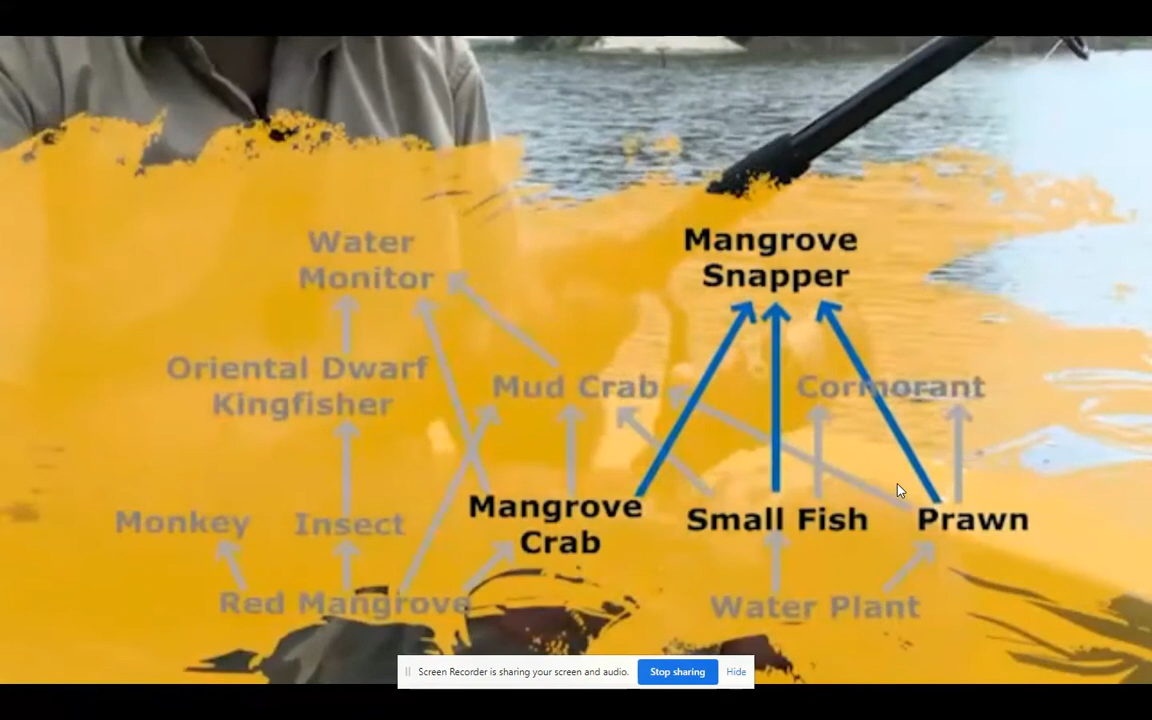 Water
Monitor
Mangrove
Snapper
Oriental Dwarf
Kingfisher
Mud Crab
Cormorant
Monkey
Insect
Mangrove
Crab
Small Fish
Prawn
Red Mangrove
Water Plant
Screen Recorder is sharing your screen and audio.
Stop sharing
Hide